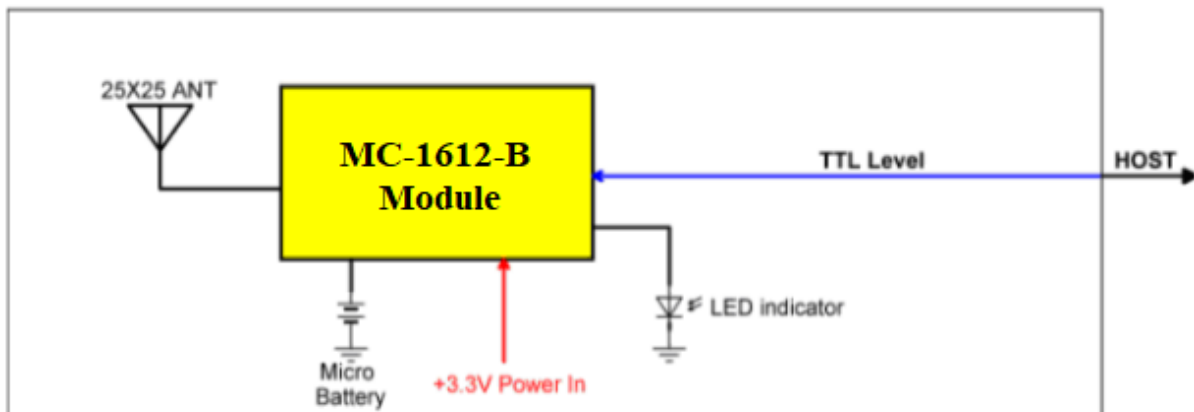 25X25 ANT
MC-1612-B
Module
TTL Level
HOST
LED indicator
Micro
Battery
+3.3V Power In